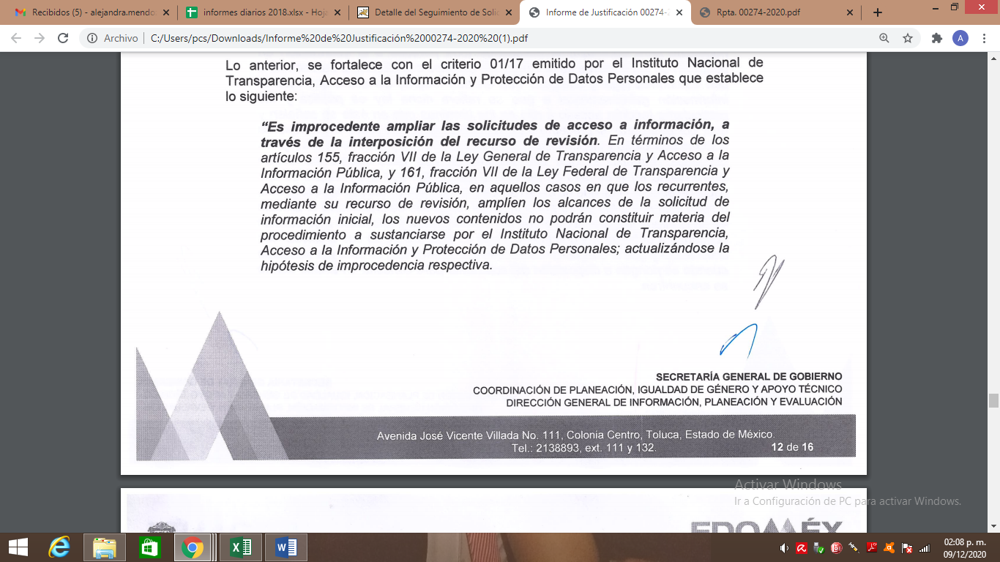 Recibidos (5) - alejandra.mendo
informes diarios 2018.xlsx - Hoja
Detalle del Seguimiento de Solic
Informe de Justificación 00274-2
Rpta. 00274-2020.pdf
Archivo | C:/Users/pcs/Downloads/Informe%20de%20Justificación%2000274-2020%20(1).pdf
A
Lo anterior, se fortalece con el criterio 01/17 emitido por el Instituto Nacional de
Transparencia, Acceso a la Información y Protección de Datos Personales que establece
lo siguiente:
“Es improcedente ampliar las solicitudes de acceso a información, a
través de la interposición del recurso de revisión. En términos de los
artículos 155, fracción VII de la Ley General de Transparencia y Acceso a la
Información Pública, y 161, fracción VII de la Ley Federal de Transparencia y
Acceso a la Información Pública, en aquellos casos en que los recurrentes,
mediante su recurso de revisión, amplíen los alcances de la solicitud de
información inicial, los nuevos contenidos no podrán constituir materia del
procedimiento a sustanciarse por el Instituto Nacional de Transparencia,
Acceso a la Información y Protección de Datos Personales; actualizándose la
hipótesis de improcedencia respectiva.
SECRETARÍA GENERAL DE GOBIERNO
COORDINACIÓN DE PLANEACIÓN, IGUALDAD DE GÉNERO Y APOYO TÉCNICO
DIRECCIÓN GENERAL DE INFORMACIÓN, PLANEACIÓN Y EVALUACIÓN
Avenida José Vicente Villada No. 111, Colonia Centro, Toluca, Estado de México.
Tel.: 2138893, ext. 111 y 132.
12 de 16
Activar Windows
Ir a Configuración de PC para activar Windows.
EDOMÉX
02:08 p. m.
09/12/2020